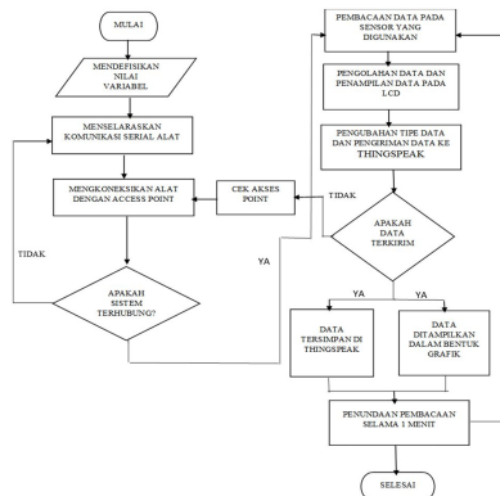 MULAI
MENDEFISIKAN
NILAI
VARIABEL
MENSELARASKAN
KOMUNIKASI SERIAL ALAT
MENGKONEKSIKAN ALAT
DENGAN ACCESS POINT
CEK AKSES
POINT
TIDAK
APAKAH
SISTEM
TERHUBUNG?
YA
PEMBACAAN DATA PADA
SENSOR YANG
DIGUNAKAN
PENGOLAHAN DATA DAN
PENAMPILAN DATA PADA
LCD
PENGUBAHAN TIPE DATA
DAN PENGIRIMAN DATA KE
THINGSPEAK
TIDAK
APAKAH
DATA
TERKIRIM
YA
YA
DATA
TERSIMPAN DI
THINGSPEAK
DATA
DITAMPILKAN
DALAM BENTUK
GRAFIK
PENUNDAAN PEMBACAAN
SELAMA 1 MENIT
SELESAI